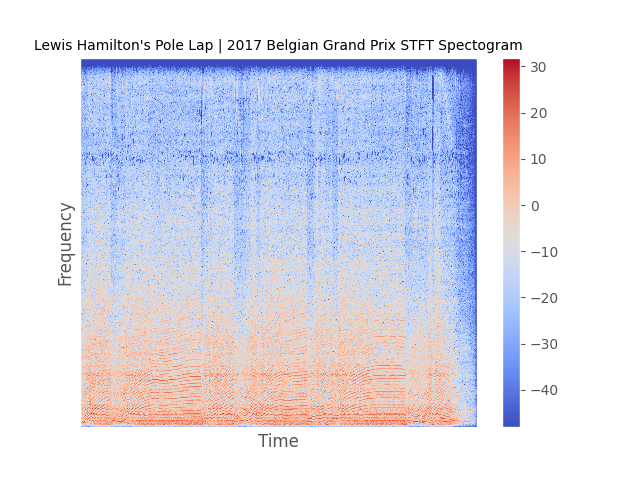 Lewis Hamilton's Pole Lap | 2017 Belgian Grand Prix STFT Spectogram
30
20
10
0
−10
−20
−30
−40
Frequency
Time